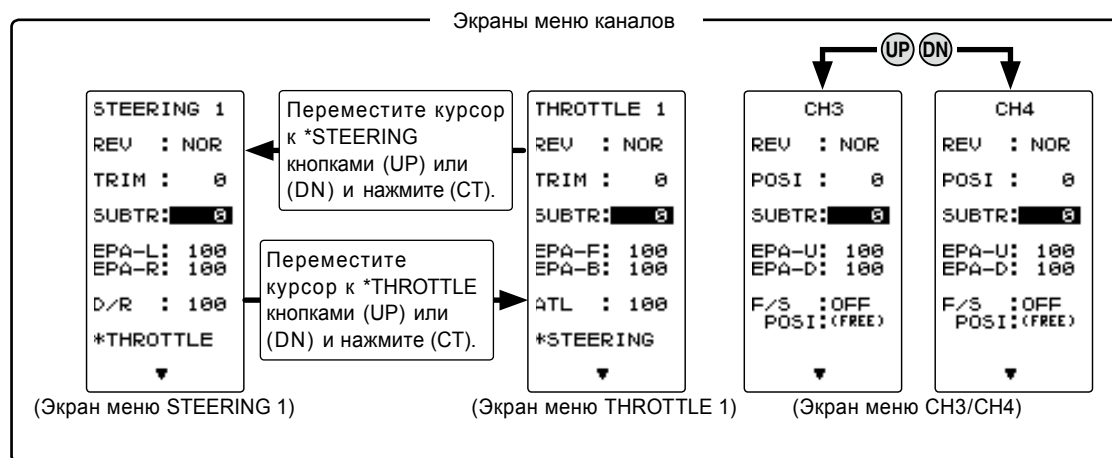 Экраны меню каналов
UP DN
STEERING 1
REV : NOR
TRIM : 0
SUBTR: 0
EPA-L: 100
EPA-R: 100
D/R : 100
*THROTTLE
▼
(Экран меню STEERING 1)
Переместите курсор
к *STEERING
кнопками (UP) или
(DN) и нажмите (CT).
Переместите
курсор к *THROTTLE
кнопками (UP) или
(DN) и нажмите (CT).
THROTTLE 1
REV : NOR
TRIM : 0
SUBTR: 0
EPA-F: 100
EPA-B: 100
ATL : 100
*STEERING
▼
(Экран меню THROTTLE 1)
CH3
REV : NOR
POSI : 0
SUBTR: 0
EPA-U: 100
EPA-D: 100
F/S :OFF
POSI:(FREE)
▼
CH4
REV : NOR
POSI : 0
SUBTR: 0
EPA-U: 100
EPA-D: 100
F/S :OFF
POSI:(FREE)
▼
(Экран меню CH3/CH4)